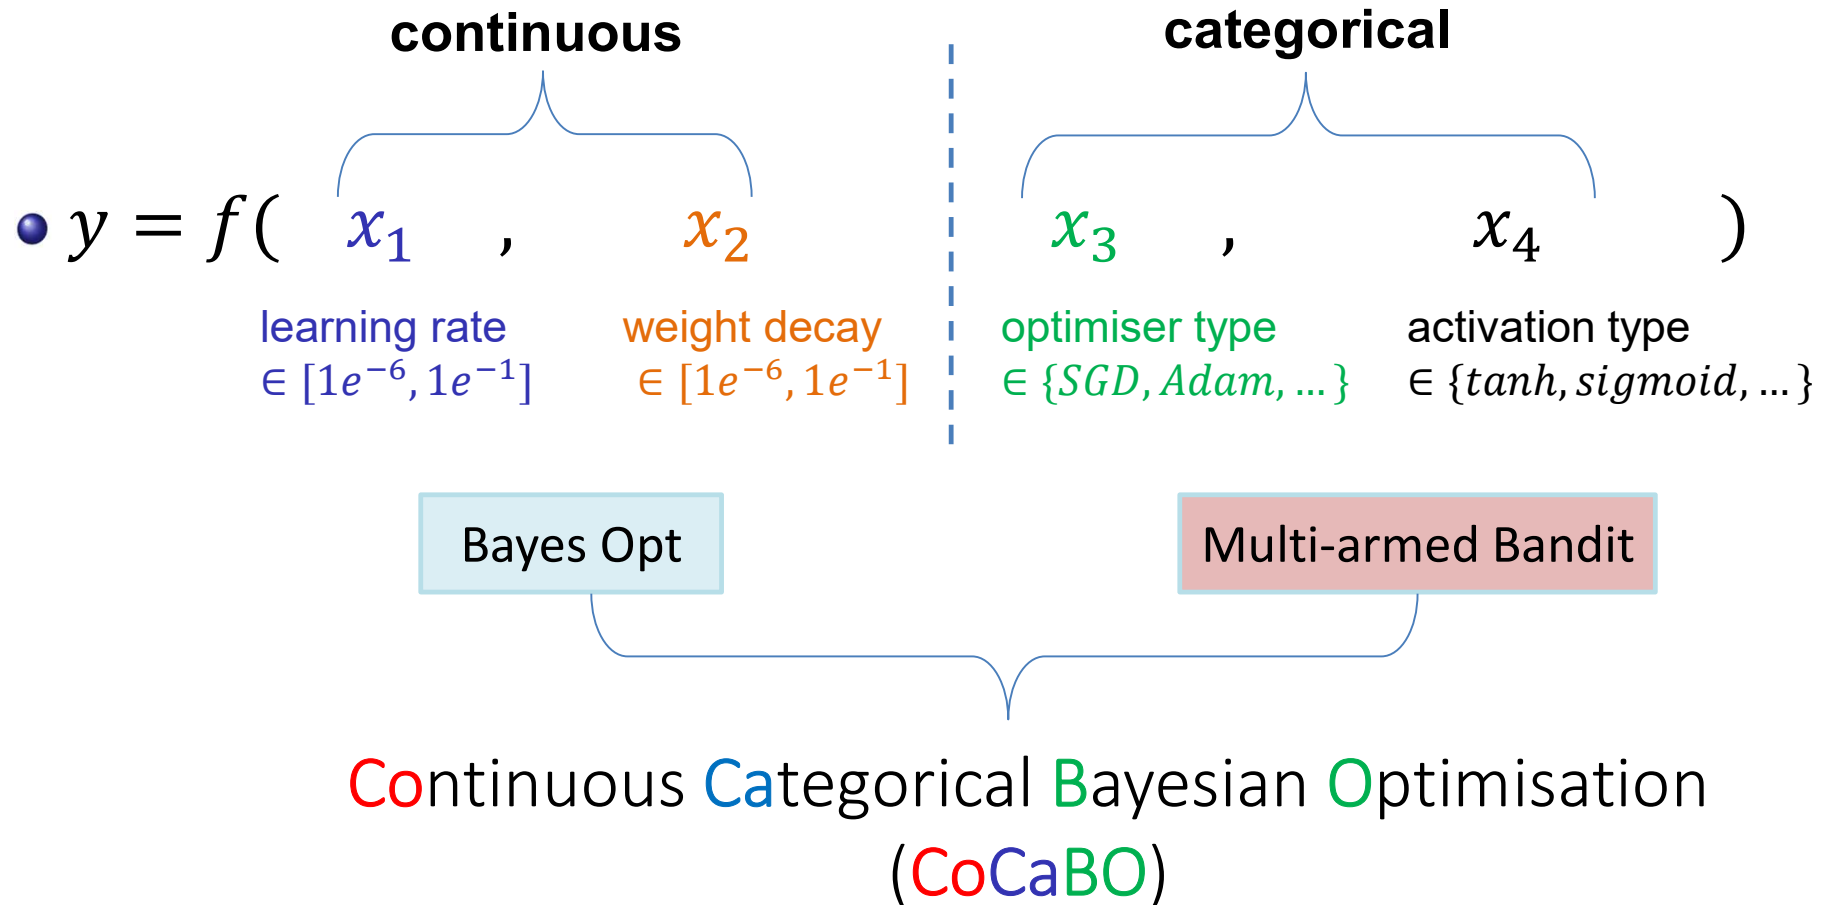 continuous categorical
y = f( x₁ , x₂ x₃ , x₄ )
learning rate weight decay optimiser type activation type
∈ [1e⁻⁶, 1e⁻¹] ∈ [1e⁻⁶, 1e⁻¹] ∈ {SGD, Adam, … } ∈ {tanh, sigmoid, … }
Bayes Opt Multi-armed Bandit
Continuous Categorical Bayesian Optimisation
(CoCaBO)